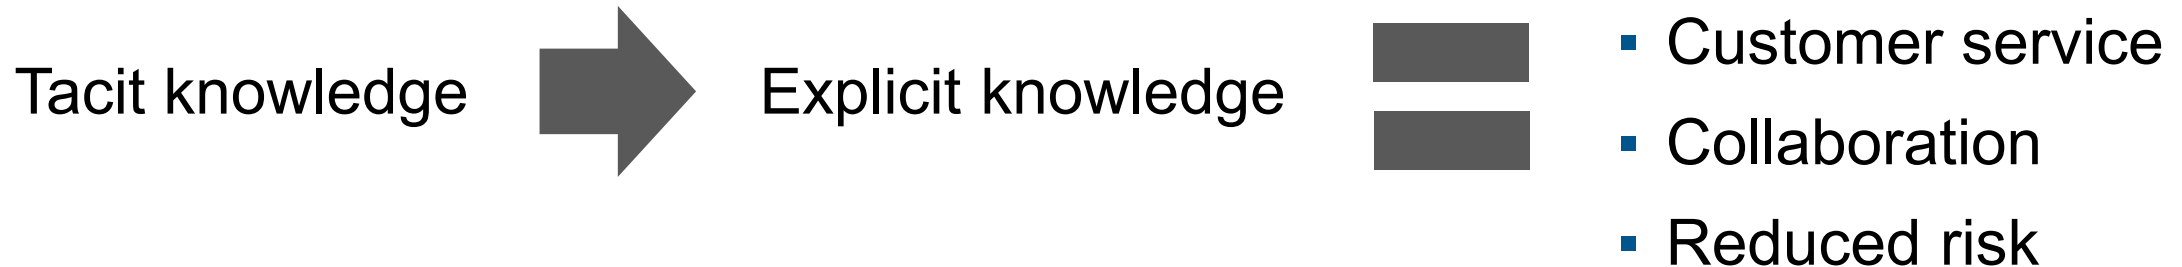 Tacit knowledge
Explicit knowledge
▪ Customer service
▪ Collaboration
▪ Reduced risk